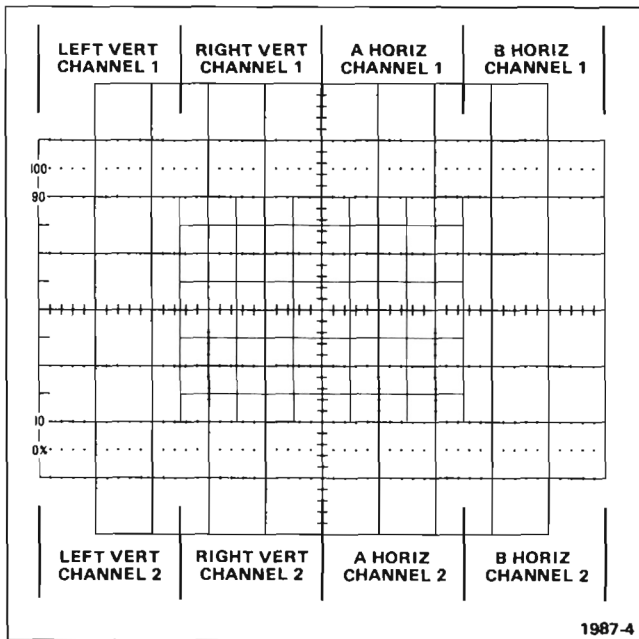 LEFT VERT RIGHT VERT A HORIZ B HORIZ
CHANNEL 1 CHANNEL 1 CHANNEL 1 CHANNEL 1
100
90
10
0%
LEFT VERT RIGHT VERT A HORIZ B HORIZ
CHANNEL 2 CHANNEL 2 CHANNEL 2 CHANNEL 2
1987-4